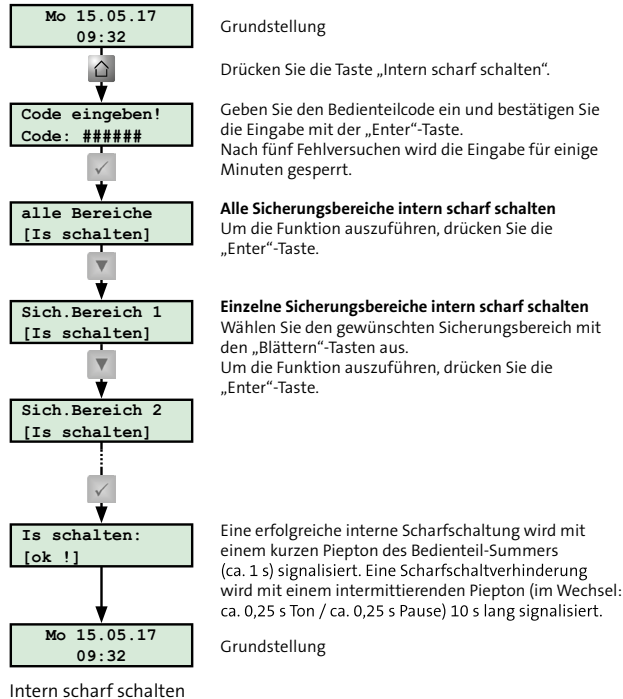 Mo 15.05.17
09:32
Grundstellung
Drücken Sie die Taste „Intern scharf schalten“.
Code eingeben!
Code: ######
Geben Sie den Bedienteilcode ein und bestätigen Sie
die Eingabe mit der „Enter“-Taste.
Nach fünf Fehlversuchen wird die Eingabe für einige
Minuten gesperrt.
alle Bereiche
[Is schalten]
Alle Sicherungsbereiche intern scharf schalten
Um die Funktion auszuführen, drücken Sie die
„Enter“-Taste.
Sich.Bereich 1
[Is schalten]
Einzelne Sicherungsbereiche intern scharf schalten
Wählen Sie den gewünschten Sicherungsbereich mit
den „Blättern“-Tasten aus.
Um die Funktion auszuführen, drücken Sie die
„Enter“-Taste.
Sich.Bereich 2
[Is schalten]
Is schalten:
[ok !]
Eine erfolgreiche interne Scharfschaltung wird mit
einem kurzen Piepton des Bedienteil-Summers
(ca. 1 s) signalisiert. Eine Scharfschaltverhinderung
wird mit einem intermittierenden Piepton (im Wechsel:
ca. 0,25 s Ton / ca. 0,25 s Pause) 10 s lang signalisiert.
Mo 15.05.17
09:32
Grundstellung
Intern scharf schalten